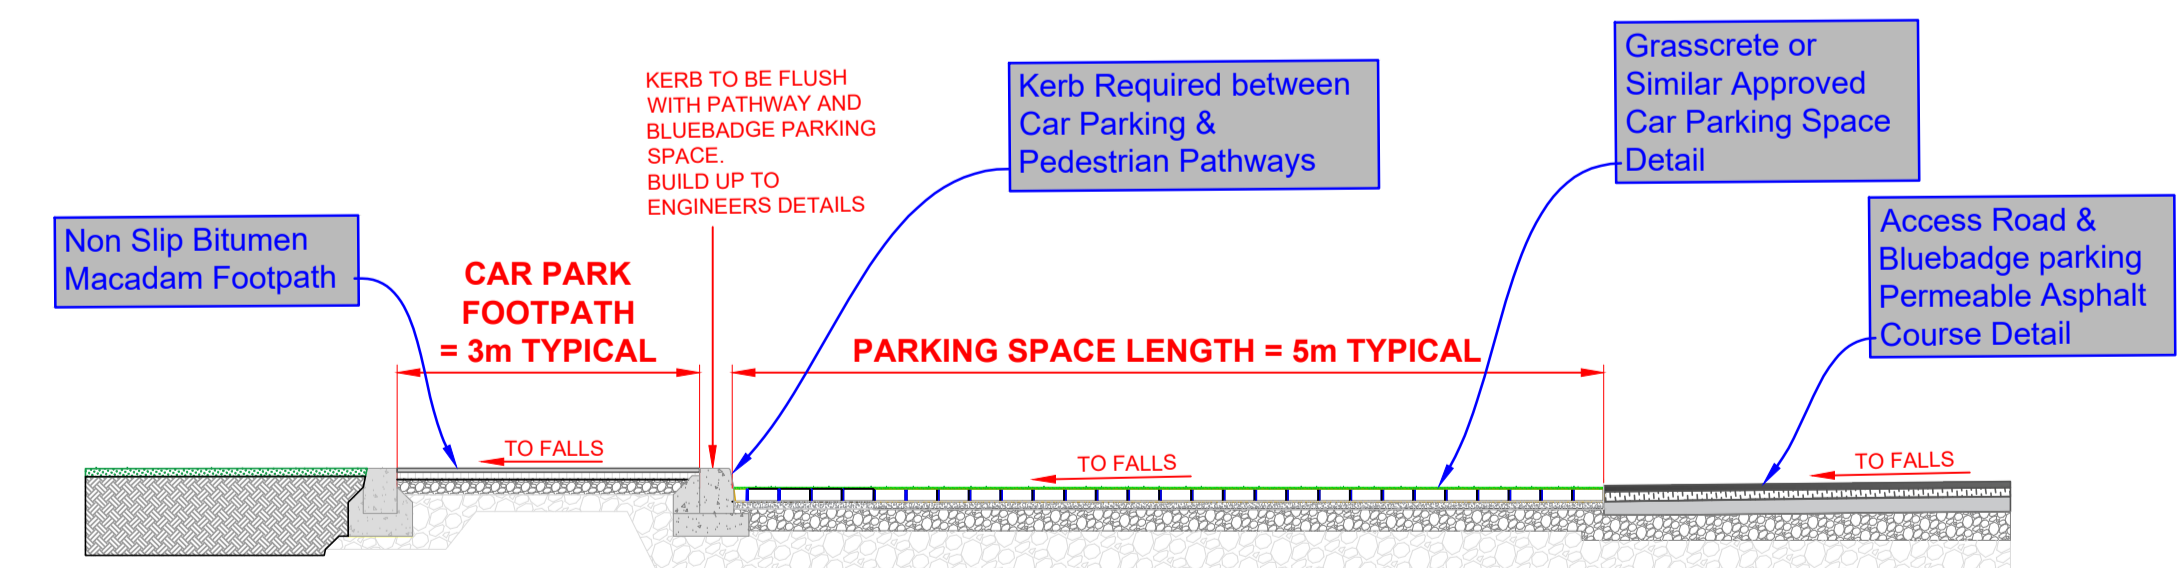 KERB TO BE FLUSH
WITH PATHWAY AND
BLUEBADGE PARKING
SPACE.
BUILD UP TO
ENGINEERS DETAILS
Kerb Required between
Car Parking &
Pedestrian Pathways
Grasscrete or
Similar Approved
Car Parking Space
Detail
Non Slip Bitumen
Macadam Footpath
Access Road &
Bluebadge parking
Permeable Asphalt
Course Detail
CAR PARK
FOOTPATH
= 3m TYPICAL
PARKING SPACE LENGTH = 5m TYPICAL
TO FALLS
TO FALLS
TO FALLS